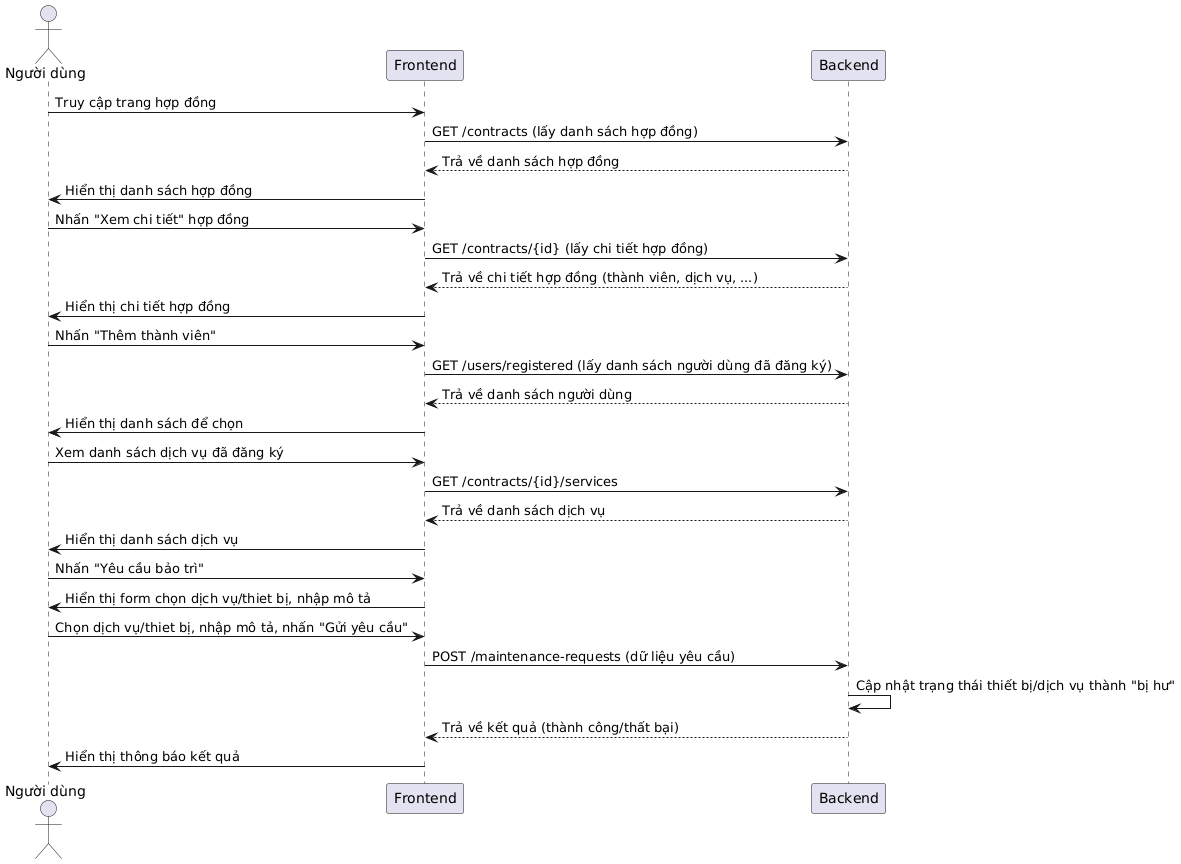 Người dùng
Frontend
Backend
Truy cập trang hợp đồng
GET /contracts (lấy danh sách hợp đồng)
Trả về danh sách hợp đồng
Hiển thị danh sách hợp đồng
Nhấn "Xem chi tiết" hợp đồng
GET /contracts/{id} (lấy chi tiết hợp đồng)
Trả về chi tiết hợp đồng (thành viên, dịch vụ, ...)
Hiển thị chi tiết hợp đồng
Nhấn "Thêm thành viên"
GET /users/registered (lấy danh sách người dùng đã đăng ký)
Trả về danh sách người dùng
Hiển thị danh sách để chọn
Xem danh sách dịch vụ đã đăng ký
GET /contracts/{id}/services
Trả về danh sách dịch vụ
Hiển thị danh sách dịch vụ
Nhấn "Yêu cầu bảo trì"
Hiển thị form chọn dịch vụ/thiet bị, nhập mô tả
Chọn dịch vụ/thiet bị, nhập mô tả, nhấn "Gửi yêu cầu"
POST /maintenance-requests (dữ liệu yêu cầu)
Cập nhật trạng thái thiết bị/dịch vụ thành "bị hư"
Trả về kết quả (thành công/thất bại)
Hiển thị thông báo kết quả
Người dùng
Frontend
Backend